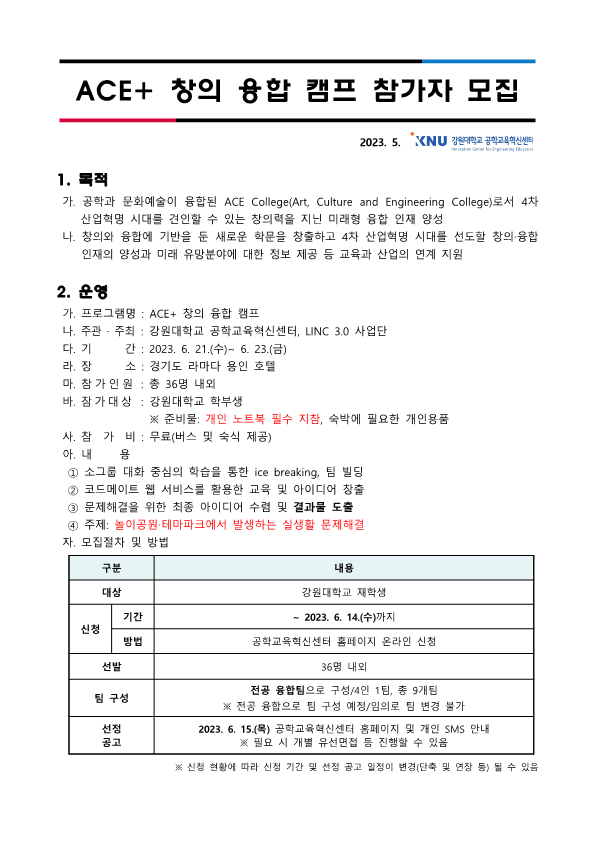 ACE+ 창의 융합 캠프 참가자 모집
2023. 5. KNU 강원대학교 공학교육혁신센터
Innovation Center for Engineering Education
1. 목적
가. 공학과 문화예술이 융합된 ACE College(Art, Culture and Engineering College)로서 4차
산업혁명 시대를 견인할 수 있는 창의력을 지닌 미래형 융합 인재 양성
나. 창의와 융합에 기반을 둔 새로운 학문을 창출하고 4차 산업혁명 시대를 선도할 창의·융합
인재의 양성과 미래 유망분야에 대한 정보 제공 등 교육과 산업의 연계 지원
2. 운영
가. 프로그램명 : ACE+ 창의 융합 캠프
나. 주관 · 주최 : 강원대학교 공학교육혁신센터, LINC 3.0 사업단
다. 기 간 : 2023. 6. 21.(수)~ 6. 23.(금)
라. 장 소 : 경기도 라마다 용인 호텔
마. 참가인원 : 총 36명 내외
바. 참가대상 : 강원대학교 학부생
※ 준비물: 개인 노트북 필수 지참, 숙박에 필요한 개인용품
사. 참 가 비 : 무료(버스 및 숙식 제공)
아. 내 용
① 소그룹 대화 중심의 학습을 통한 ice breaking, 팀 빌딩
② 코드메이트 웹 서비스를 활용한 교육 및 아이디어 창출
③ 문제해결을 위한 최종 아이디어 수렴 및 결과물 도출
④ 주제: 놀이공원·테마파크에서 발생하는 실생활 문제해결
자. 모집절차 및 방법
구분 내용
대상 강원대학교 재학생
신청 기간 ~ 2023. 6. 14.(수)까지
방법 공학교육혁신센터 홈페이지 온라인 신청
선발 36명 내외
팀 구성 전공 융합팀으로 구성/4인 1팀, 총 9개팀
※ 전공 융합으로 팀 구성 예정/임의로 팀 변경 불가
선정 공고 2023. 6. 15.(목) 공학교육혁신센터 홈페이지 및 개인 SMS 안내
※ 필요 시 개별 유선면접 등 진행할 수 있음
※ 신청 현황에 따라 신청 기간 및 선정 공고 일정이 변경(단축 및 연장 등) 될 수 있음